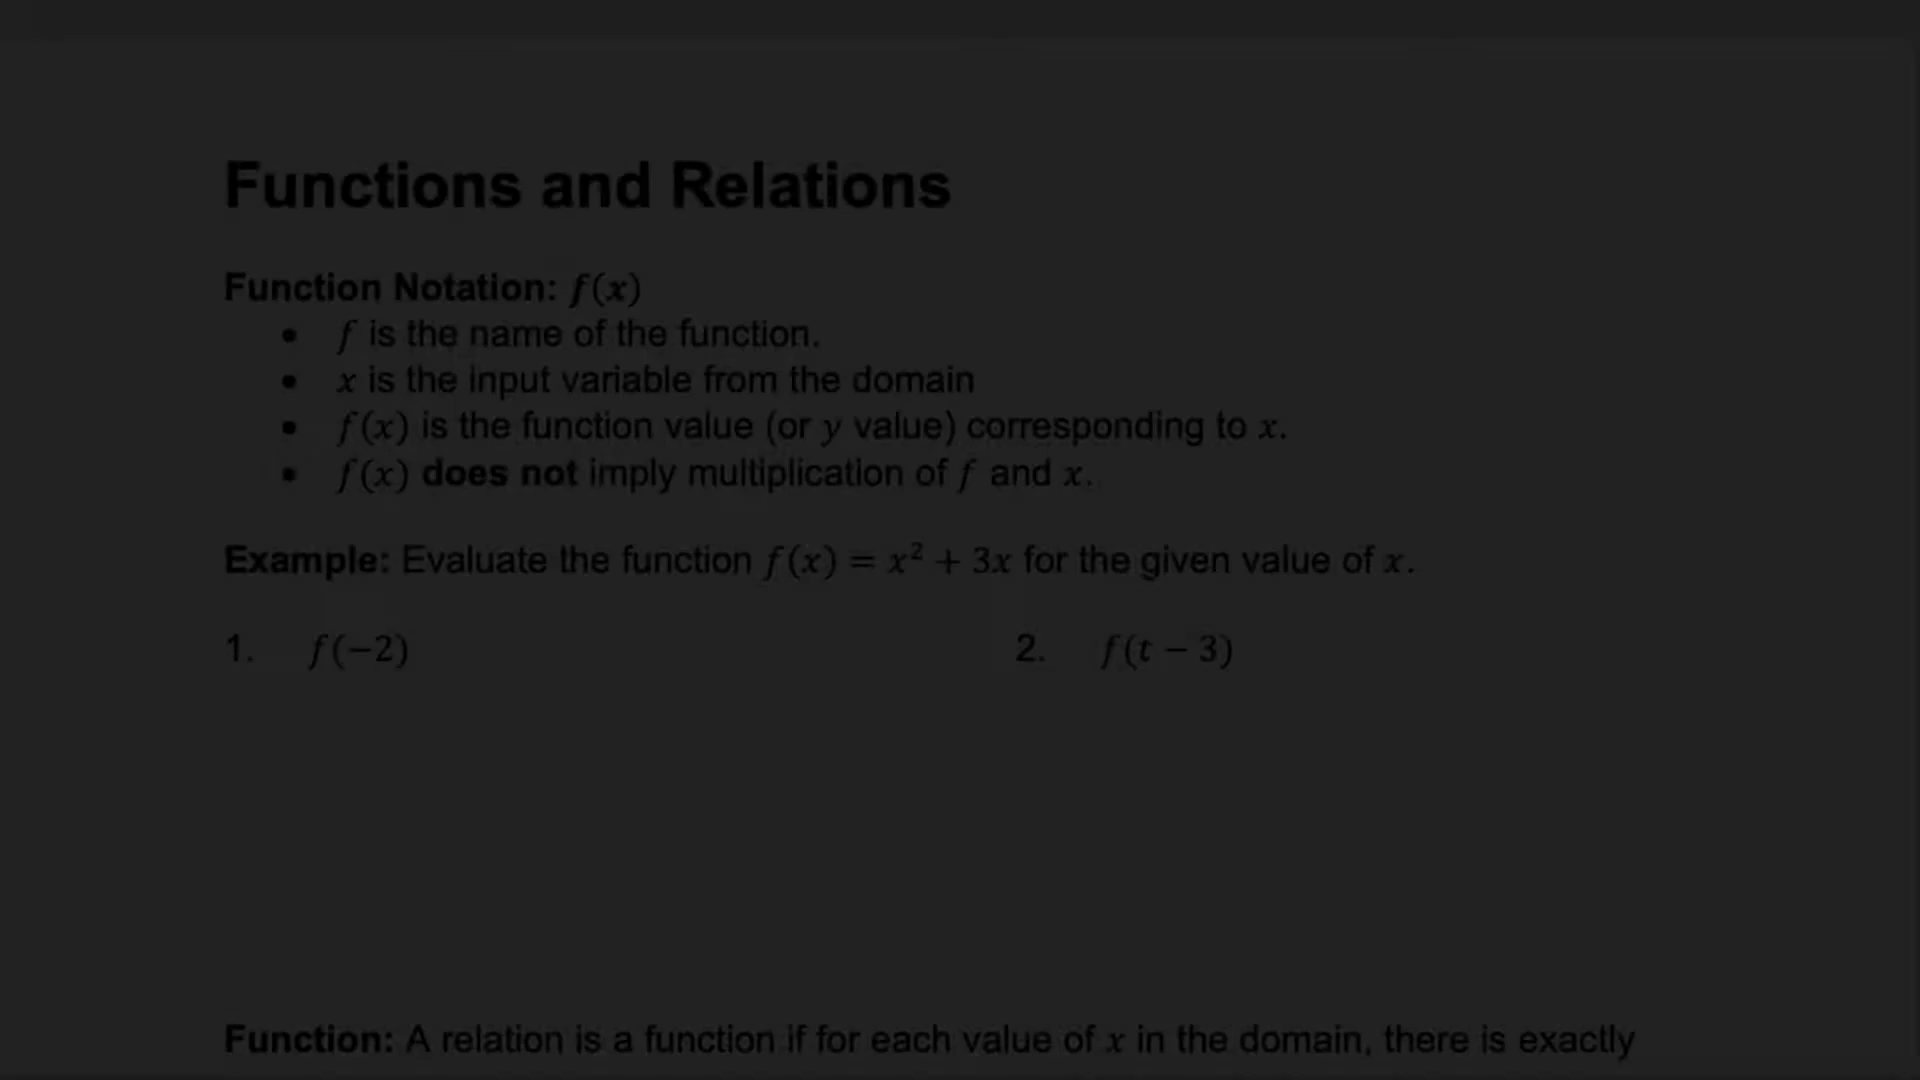 Functions and Relations
Function Notation: f(x)
• f is the name of the function.
• x is the input variable from the domain
• f(x) is the function value (or y value) corresponding to x.
• f(x) does not imply multiplication of f and x.
Example: Evaluate the function f(x) = x² + 3x for the given value of x.
1. f(−2) 2. f(t − 3)
Function: A relation is a function if for each value of x in the domain, there is exactly